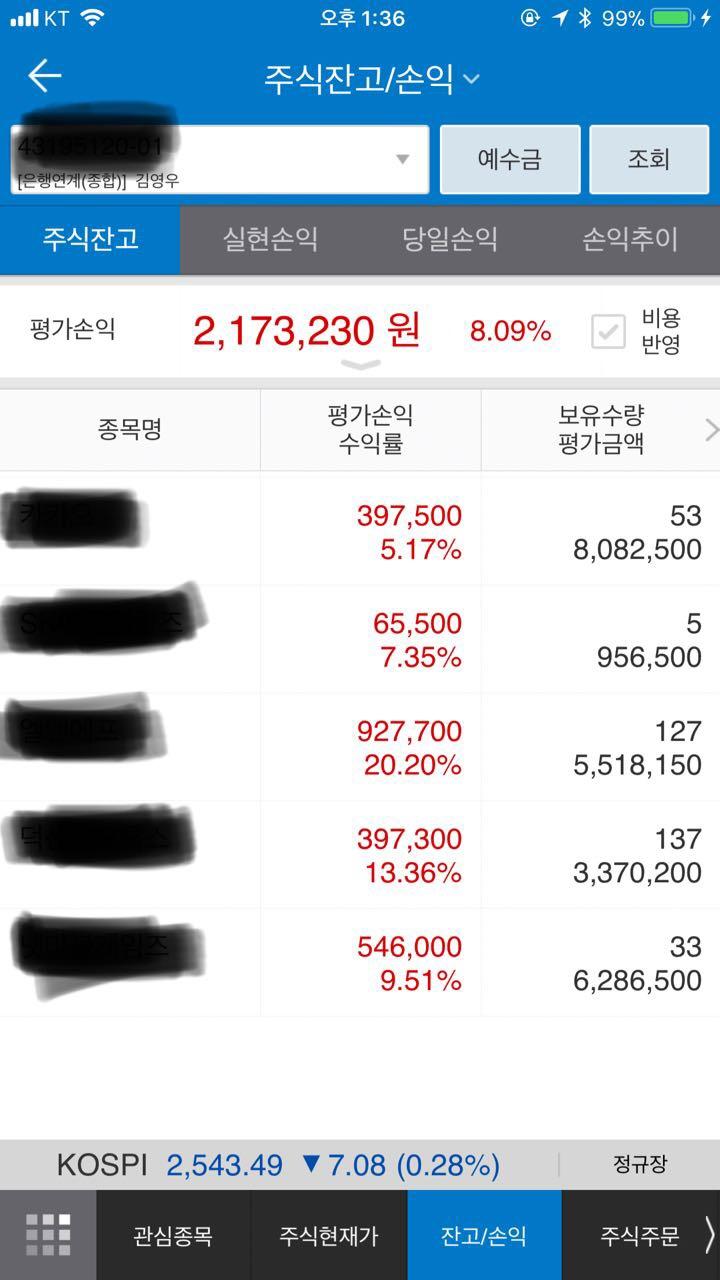 KT 오후 1:36 99%
주식잔고/손익
[은행연계(종합)] 김영우
예수금 조회
주식잔고 실현손익 당일손익 손익추이
평가손익 2,173,230 원 8.09% 비용
반영
종목명 평가손익 보유수량
수익률 평가금액
397,500 53
5.17% 8,082,500
65,500 5
7.35% 956,500
927,700 127
20.20% 5,518,150
397,300 137
13.36% 3,370,200
546,000 33
9.51% 6,286,500
KOSPI 2,543.49 ▼7.08 (0.28%) 정규장
관심종목 주식현재가 잔고/손익 주식주문